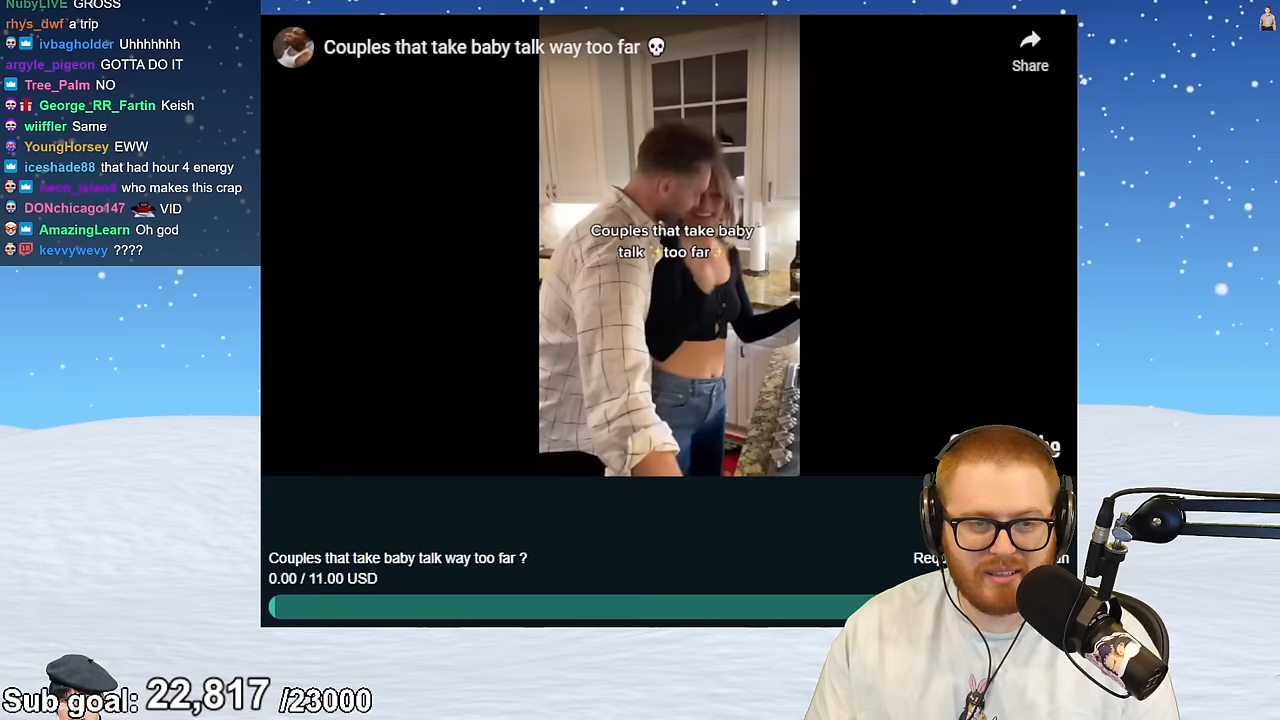 NubyLIVE GROSS
rhys_dwf a trip
ivbagholder Uhhhhhhh
argyle_pigeon GOTTA DO IT
Tree_Palm NO
George_RR_Fartin Keish
wiiffler Same
YoungHorsey EWW
iceshade88 that had hour 4 energy
Aeon_island who makes this crap
DONchicago147 VID
AmazingLearn Oh god
kevvywevy ????
Couples that take baby talk way too far 💀
Share
Couples that take baby
talk ✨too far✨
Couples that take baby talk way too far ?
0.00 / 11.00 USD
Sub goal: 22,817 /23000